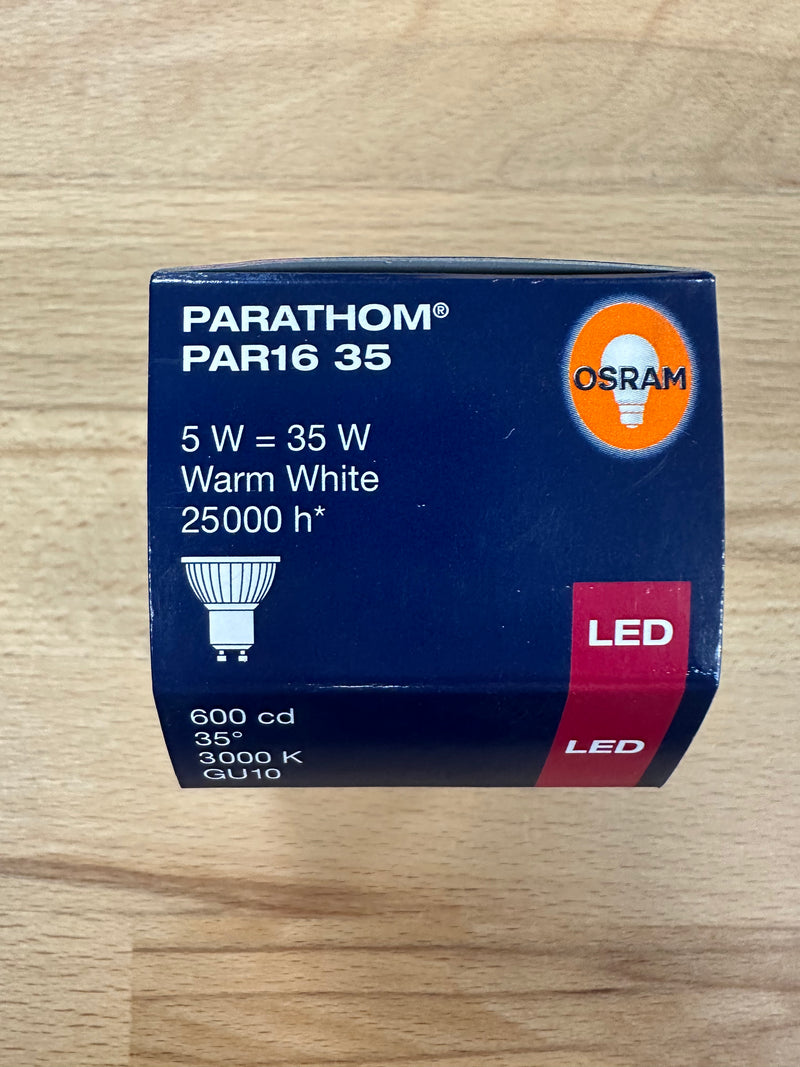 PARATHOM®
PAR16 35
OSRAM
5 W = 35 W
Warm White
25000 h*
LED
600 cd
35°
3000 K
GU10
LED